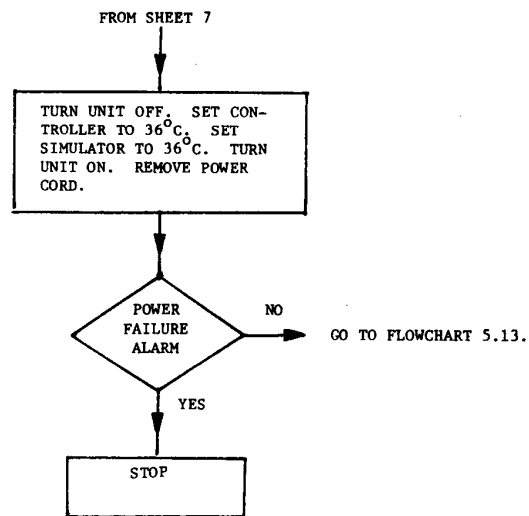 FROM SHEET 7
TURN UNIT OFF. SET CON-
TROLLER TO 36°C. SET
SIMULATOR TO 36°C. TURN
UNIT ON. REMOVE POWER
CORD.
POWER
FAILURE
ALARM
NO
GO TO FLOWCHART 5.13.
YES
STOP